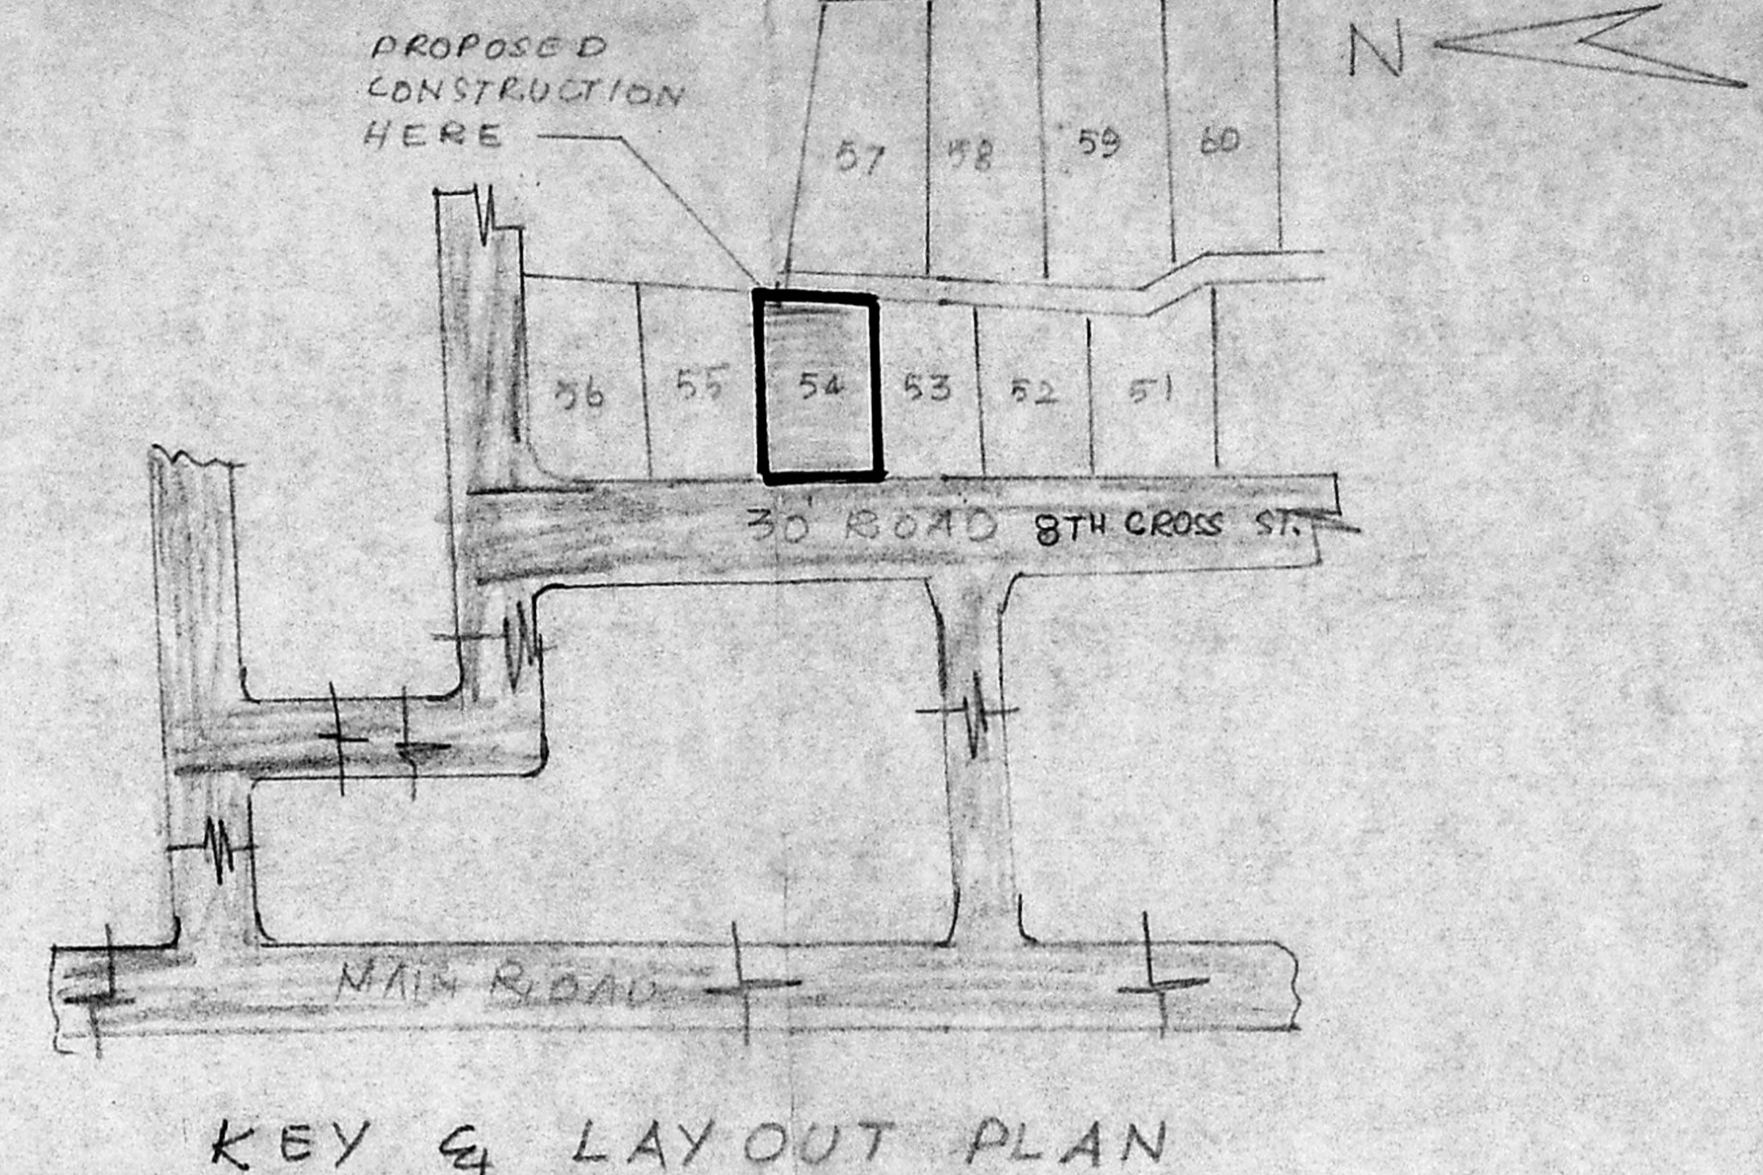 PROPOSED
CONSTRUCTION
HERE
N
57 58 59 60
56 55 54 53 52 51
30' ROAD 8TH CROSS ST.
MAIN ROAD
KEY & LAYOUT PLAN